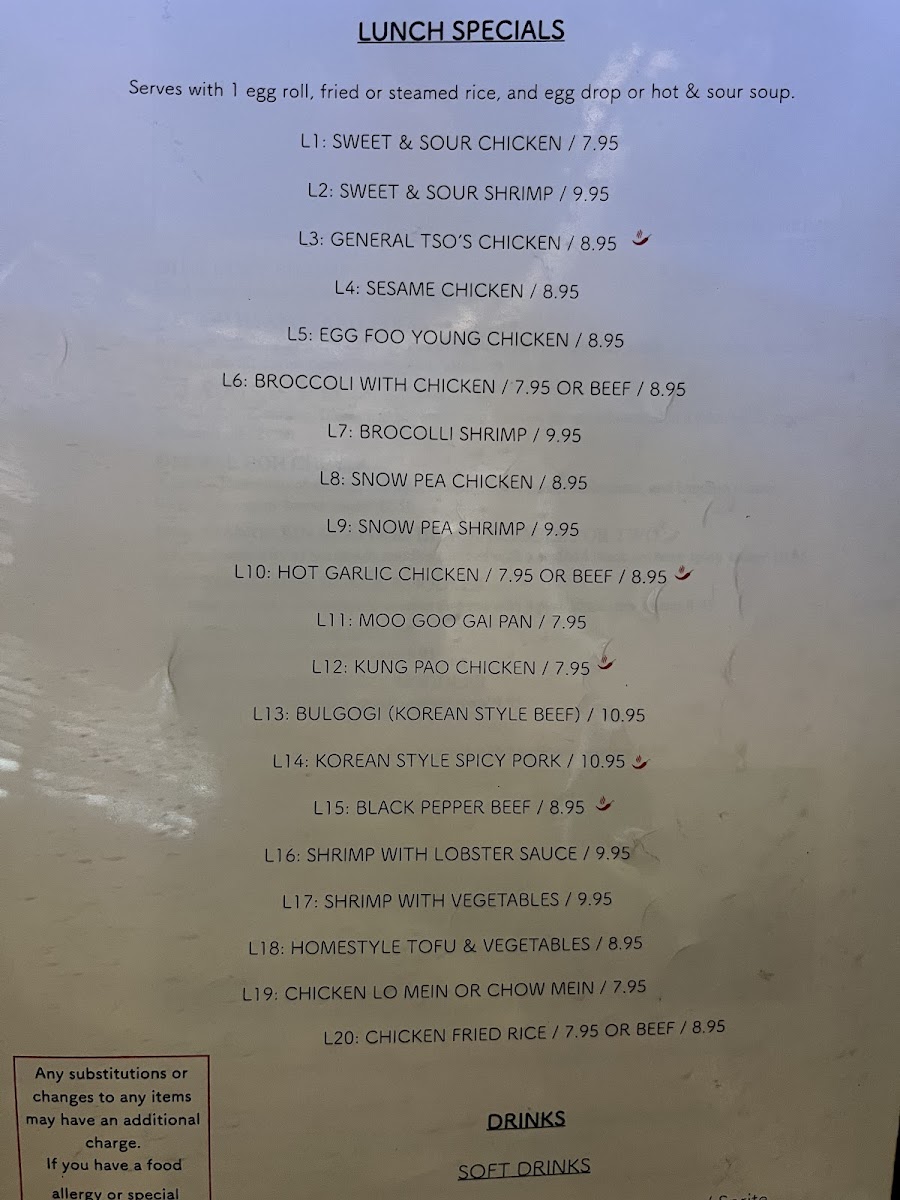 LUNCH SPECIALS
Serves with 1 egg roll, fried or steamed rice, and egg drop or hot & sour soup.
L1: SWEET & SOUR CHICKEN / 7.95
L2: SWEET & SOUR SHRIMP / 9.95
L3: GENERAL TSO'S CHICKEN / 8.95
L4: SESAME CHICKEN / 8.95
L5: EGG FOO YOUNG CHICKEN / 8.95
L6: BROCCOLI WITH CHICKEN / 7.95 OR BEEF / 8.95
L7: BROCOLLI SHRIMP / 9.95
L8: SNOW PEA CHICKEN / 8.95
L9: SNOW PEA SHRIMP / 9.95
L10: HOT GARLIC CHICKEN / 7.95 OR BEEF / 8.95
L11: MOO GOO GAI PAN / 7.95
L12: KUNG PAO CHICKEN / 7.95
L13: BULGOGI (KOREAN STYLE BEEF) / 10.95
L14: KOREAN STYLE SPICY PORK / 10.95
L15: BLACK PEPPER BEEF / 8.95
L16: SHRIMP WITH LOBSTER SAUCE / 9.95
L17: SHRIMP WITH VEGETABLES / 9.95
L18: HOMESTYLE TOFU & VEGETABLES / 8.95
L19: CHICKEN LO MEIN OR CHOW MEIN / 7.95
L20: CHICKEN FRIED RICE / 7.95 OR BEEF / 8.95
Any substitutions or
changes to any items
may have an additional
charge.
If you have a food
allergy or special
DRINKS
SOFT DRINKS